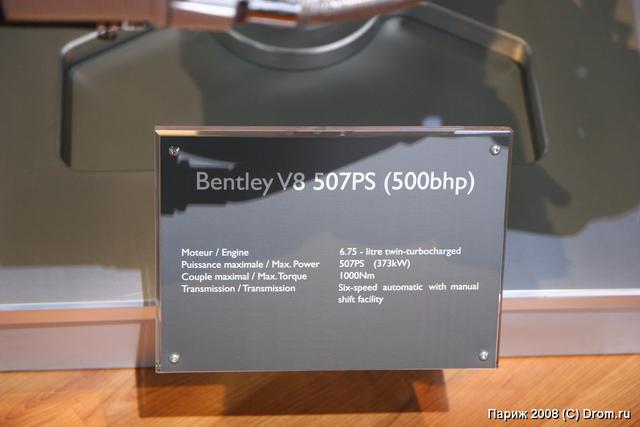 Bentley V8 507PS (500bhp)
Moteur / Engine 6.75 - litre twin-turbocharged
Puissance maximale / Max. Power 507PS (373kW)
Couple maximal / Max. Torque 1000Nm
Transmission / Transmission Six-speed automatic with manual
shift facility
Париж 2008 (C) Drom.ru